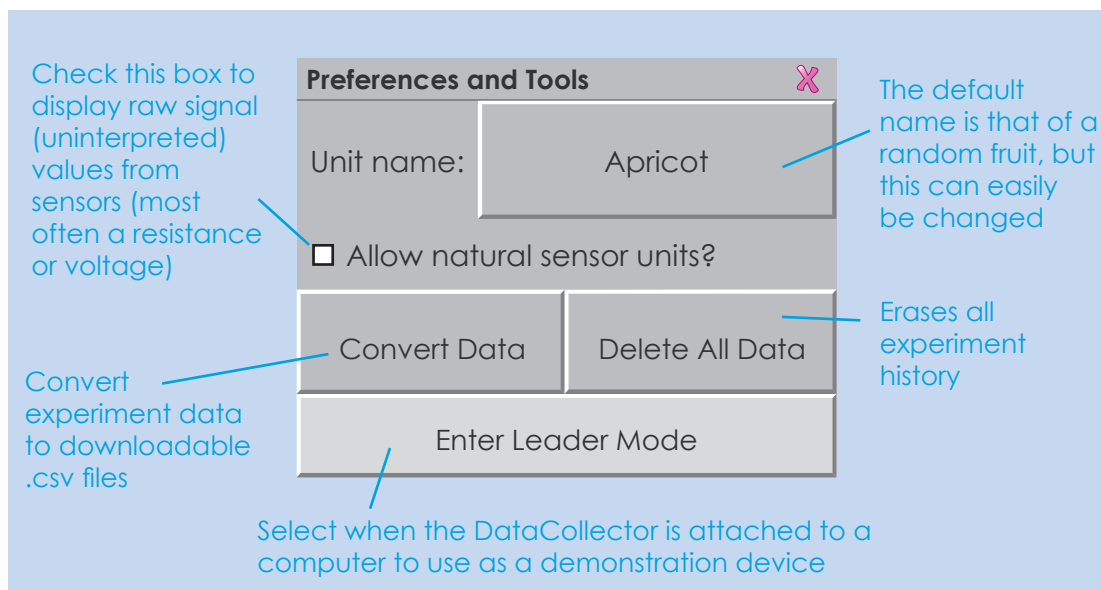 Check this box to
display raw signal
(uninterpreted)
values from
sensors (most
often a resistance
or voltage)
Preferences and Tools X
Unit name:
Apricot
The default
name is that of a
random fruit, but
this can easily
be changed
Allow natural sensor units?
Convert Data
Delete All Data
Erases all
experiment
history
Convert
experiment data
to downloadable
.csv files
Enter Leader Mode
Select when the DataCollector is attached to a
computer to use as a demonstration device